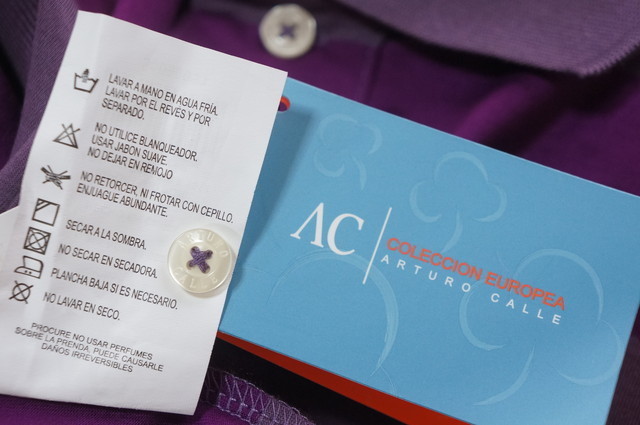 LAVAR A MANO EN AGUA FRÍA.
LAVAR POR EL REVES Y POR
SEPARADO.
NO UTILICE BLANQUEADOR.
USAR JABON SUAVE.
NO DEJAR EN REMOJO
NO RETORCER, NI FROTAR CON CEPILLO.
ENJUAGUE ABUNDANTE.
SECAR A LA SOMBRA.
NO SECAR EN SECADORA.
PLANCHA BAJA SI ES NECESARIO.
NO LAVAR EN SECO.
PROCURE NO USAR PERFUMES
SOBRE LA PRENDA, PUEDE CAUSARLE
DAÑOS IRREVERSIBLES
AC
COLECCION EUROPEA
ARTURO CALLE